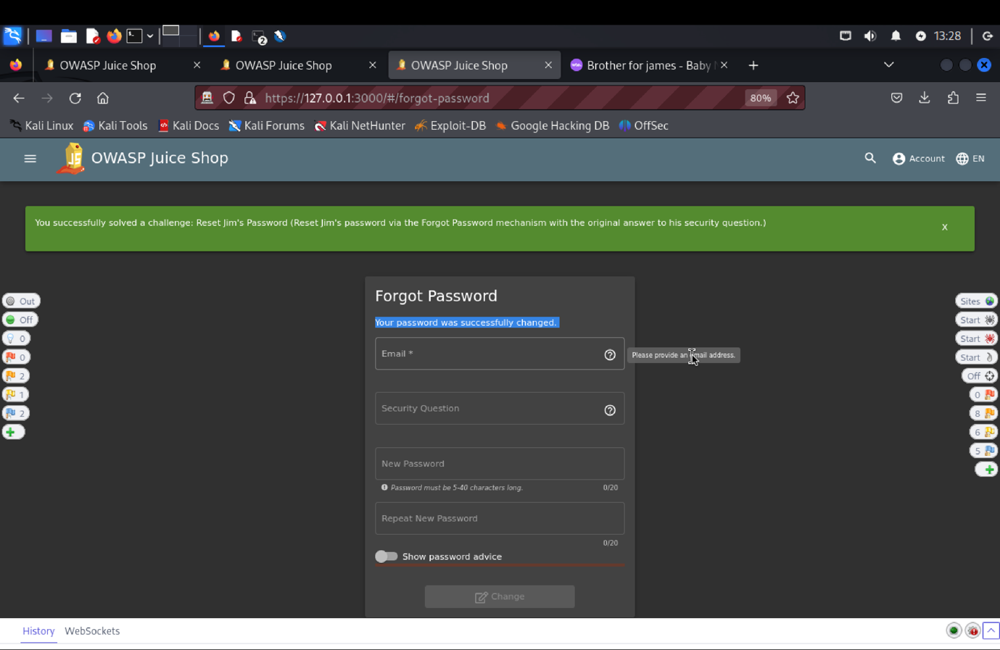 2
13:28
OWASP Juice Shop
OWASP Juice Shop
OWASP Juice Shop
Brother for james - Baby
https://127.0.0.1:3000/#/forgot-password
80%
Kali Linux
Kali Tools
Kali Docs
Kali Forums
Kali NetHunter
Exploit-DB
Google Hacking DB
OffSec
OWASP Juice Shop
Account
EN
You successfully solved a challenge: Reset Jim's Password (Reset Jim's password via the Forgot Password mechanism with the original answer to his security question.)
X
Forgot Password
Your password was successfully changed.
Email *
Please provide an email address.
Security Question
New Password
Password must be 5-40 characters long.
0/20
Repeat New Password
0/20
Show password advice
Change
Out
Off
0
0
2
1
2
Sites
Start
Start
Start
Off
0
8
6
5
History
WebSockets